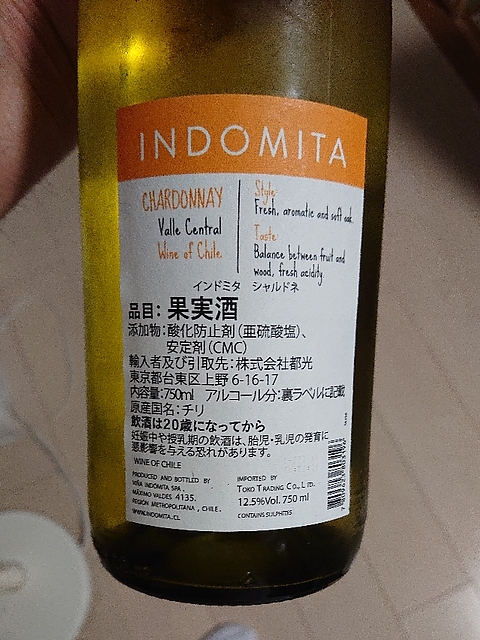 INDOMITA
CHARDONNAY
Valle Central
Wine of Chile
Style
Fresh, aromatic and soft oak.
Taste
Balance between fruit and
wood, fresh acidity.
インドミタ シャルドネ
品目：果実酒
添加物：酸化防止剤（亜硫酸塩）、
安定剤（CMC）
輸入者及び引取先：株式会社都光
東京都台東区上野 6-16-17
内容量：750ml アルコール分：裏ラベルに記載
原産国名：チリ
飲酒は20歳になってから
妊娠中や授乳期の飲酒は、胎児・乳児の発育に
悪影響を与える恐れがあります。
WINE OF CHILE
PRODUCED AND BOTTLED BY
VIÑA INDOMITA SPA
MÁXIMO VALDES 4135.
REGIÓN METROPOLITANA, CHILE.
WWW.INDOMITA.CL
IMPORTED BY
TOKO TRADING CO., LTD.
12.5%Vol. 750 ml
CONTAINS SULPHITES